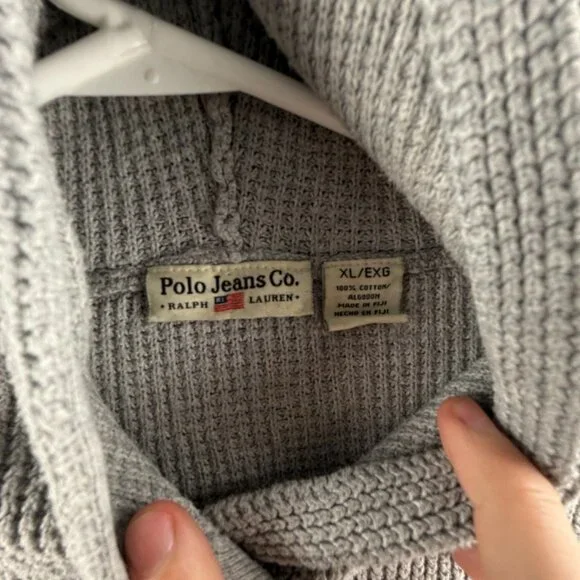 Polo Jeans Co.
• RALPH LAUREN •
XL/EXG
100% COTTON/
ALGODON
MADE IN FIJI
HECHO EN FIJI